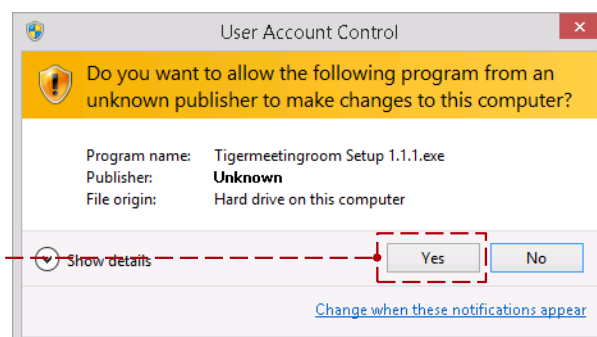 User Account Control
Do you want to allow the following program from an
unknown publisher to make changes to this computer?
Program name: Tigermeetingroom Setup 1.1.1.exe
Publisher: Unknown
File origin: Hard drive on this computer
Show details Yes No
Change when these notifications appear